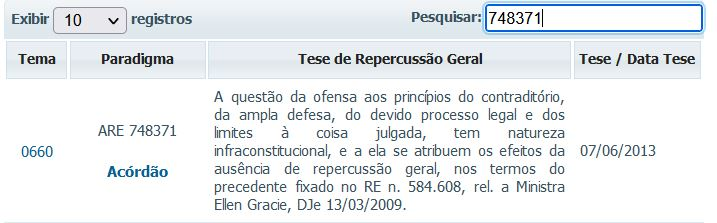 Exibir 10 registros Pesquisar: 748371
Tema Paradigma Tese de Repercussão Geral Tese / Data Tese
0660
ARE 748371
Acórdão
A questão da ofensa aos princípios do contraditório,
da ampla defesa, do devido processo legal e dos
limites à coisa julgada, tem natureza
infraconstitucional, e a ela se atribuem os efeitos da
ausência de repercussão geral, nos termos do
precedente fixado no RE n. 584.608, rel. a Ministra
Ellen Gracie, DJe 13/03/2009.
07/06/2013